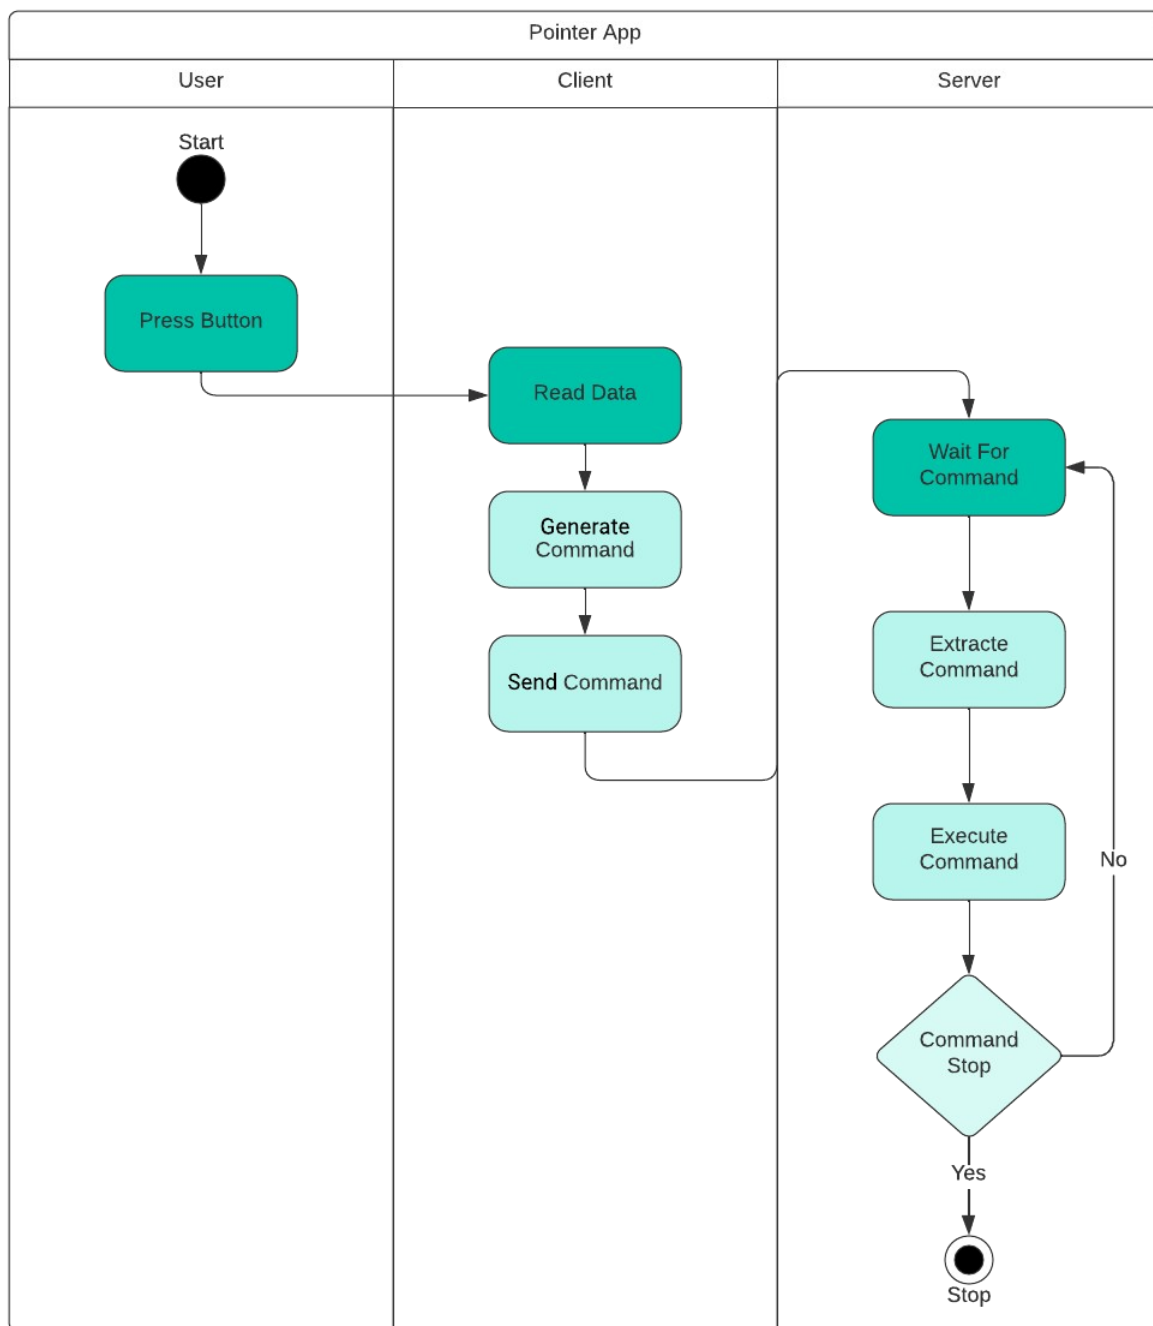 Pointer App
User
Client
Server
Start
Press Button
Read Data
Generate
Command
Send Command
Wait For
Command
Extracte
Command
Execute
Command
No
Command
Stop
Yes
Stop